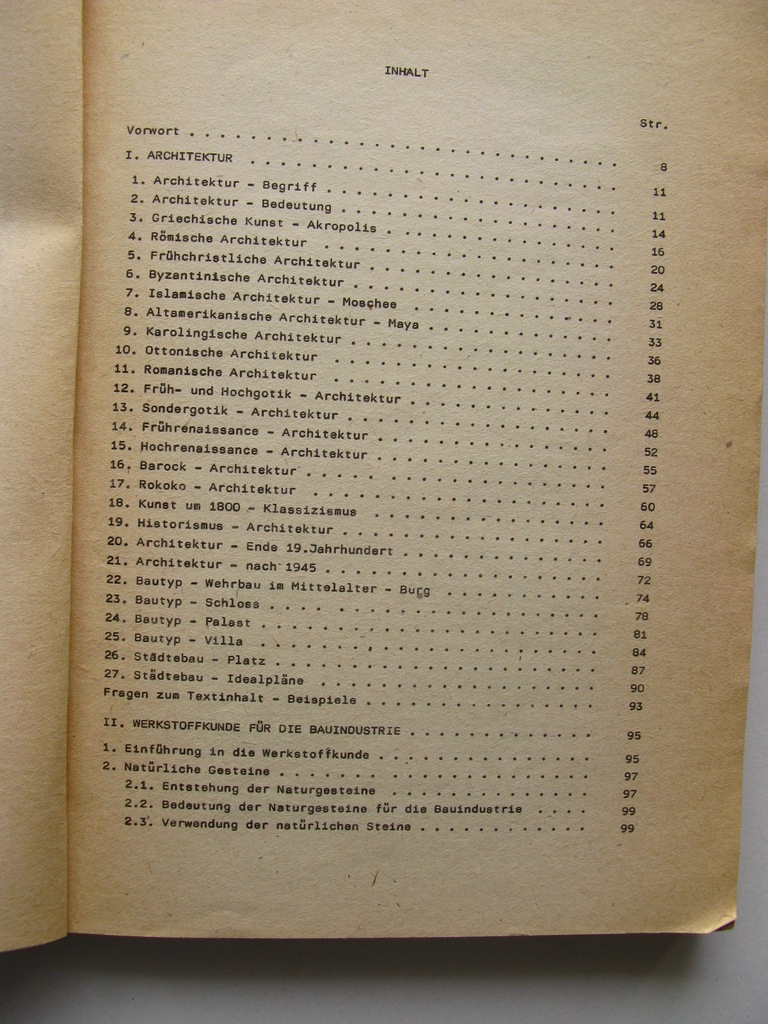 INHALT
Str.
Vorwort . . . . . . . . . . . . . . . . . . . . . . . . . . . . 8
I. ARCHITEKTUR . . . . . . . . . . . . . . . . . . . . . . . . 11
1. Architektur - Begriff . . . . . . . . . . . . . . . . . . . 11
2. Architektur - Bedeutung . . . . . . . . . . . . . . . . . . 14
3. Griechische Kunst - Akropolis . . . . . . . . . . . . . . . 16
4. Römische Architektur . . . . . . . . . . . . . . . . . . . 20
5. Frühchristliche Architektur . . . . . . . . . . . . . . . . 24
6. Byzantinische Architektur . . . . . . . . . . . . . . . . . 28
7. Islamische Architektur - Moschee . . . . . . . . . . . . . 31
8. Altamerikanische Architektur - Maya . . . . . . . . . . . . 33
9. Karolingische Architektur . . . . . . . . . . . . . . . . . 36
10. Ottonische Architektur . . . . . . . . . . . . . . . . . . 38
11. Romanische Architektur . . . . . . . . . . . . . . . . . . 41
12. Früh- und Hochgotik - Architektur . . . . . . . . . . . . 44
13. Sondergotik - Architektur . . . . . . . . . . . . . . . . 48
14. Frührenaissance - Architektur . . . . . . . . . . . . . . 52
15. Hochrenaissance - Architektur . . . . . . . . . . . . . . 55
16. Barock - Architektur . . . . . . . . . . . . . . . . . . . 57
17. Rokoko - Architektur . . . . . . . . . . . . . . . . . . . 60
18. Kunst um 1800 - Klassizismus . . . . . . . . . . . . . . . 64
19. Historismus - Architektur . . . . . . . . . . . . . . . . 66
20. Architektur - Ende 19.Jahrhundert . . . . . . . . . . . . 69
21. Architektur - nach 1945 . . . . . . . . . . . . . . . . . 72
22. Bautyp - Wehrbau im Mittelalter - Burg . . . . . . . . . . 74
23. Bautyp - Schloss . . . . . . . . . . . . . . . . . . . . . 78
24. Bautyp - Palast . . . . . . . . . . . . . . . . . . . . . 81
25. Bautyp - Villa . . . . . . . . . . . . . . . . . . . . . . 84
26. Städtebau - Platz . . . . . . . . . . . . . . . . . . . . 87
27. Städtebau - Idealpläne . . . . . . . . . . . . . . . . . . 90
Fragen zum Textinhalt - Beispiele . . . . . . . . . . . . . . 93
II. WERKSTOFFKUNDE FÜR DIE BAUINDUSTRIE . . . . . . . . . . . 95
1. Einführung in die Werkstoffkunde . . . . . . . . . . . . . 95
2. Natürliche Gesteine . . . . . . . . . . . . . . . . . . . . 97
2.1. Entstehung der Naturgesteine . . . . . . . . . . . . . . 97
2.2. Bedeutung der Naturgesteine für die Bauindustrie . . . . 99
2.3. Verwendung der natürlichen Steine . . . . . . . . . . . . 99